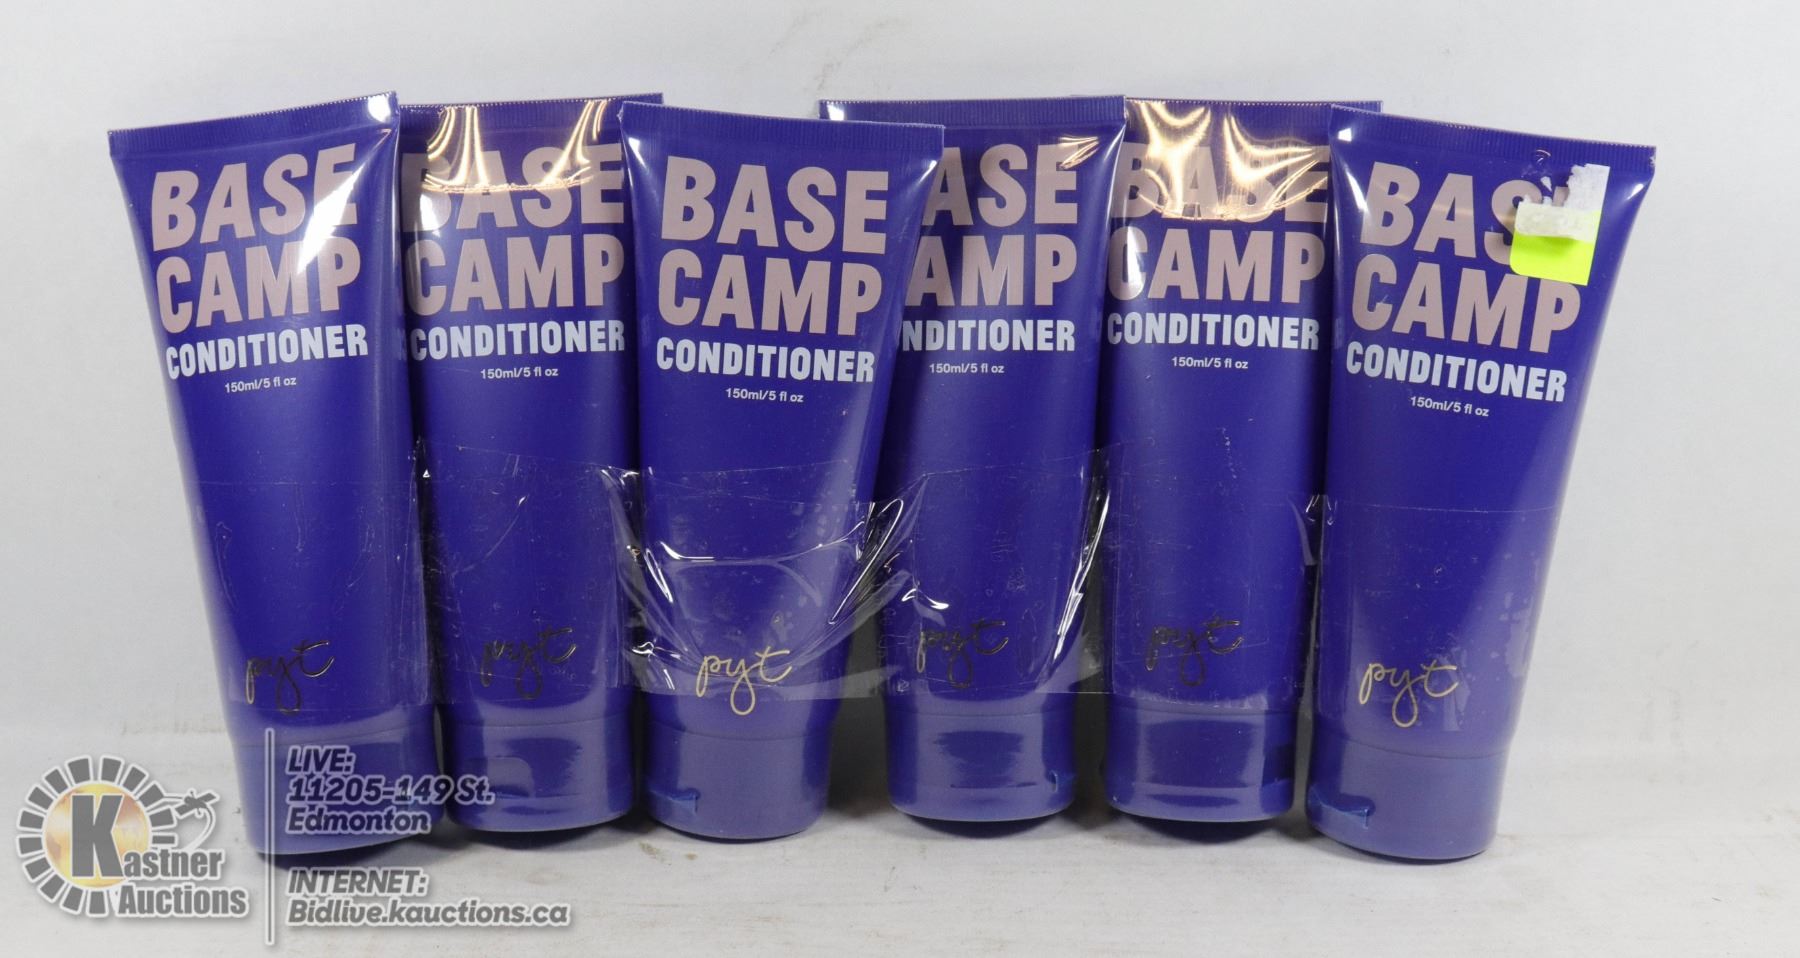 BASE
CAMP
CONDITIONER
150ml/5 fl oz
pyt
BASE
CAMP
CONDITIONER
150ml/5 fl oz
pyt
BASE
CAMP
CONDITIONER
150ml/5 fl oz
pyt
ASE
AMP
NDITIONER
150ml/5 fl oz
pyt
BASE
CAMP
CONDITIONER
150ml/5 fl oz
pyt
BAS
CAMP
CONDITIONER
150ml/5 fl oz
pyt
Kastner
Auctions
LIVE:
11205-149 St.
Edmonton
INTERNET:
Bidlive.kauctions.ca